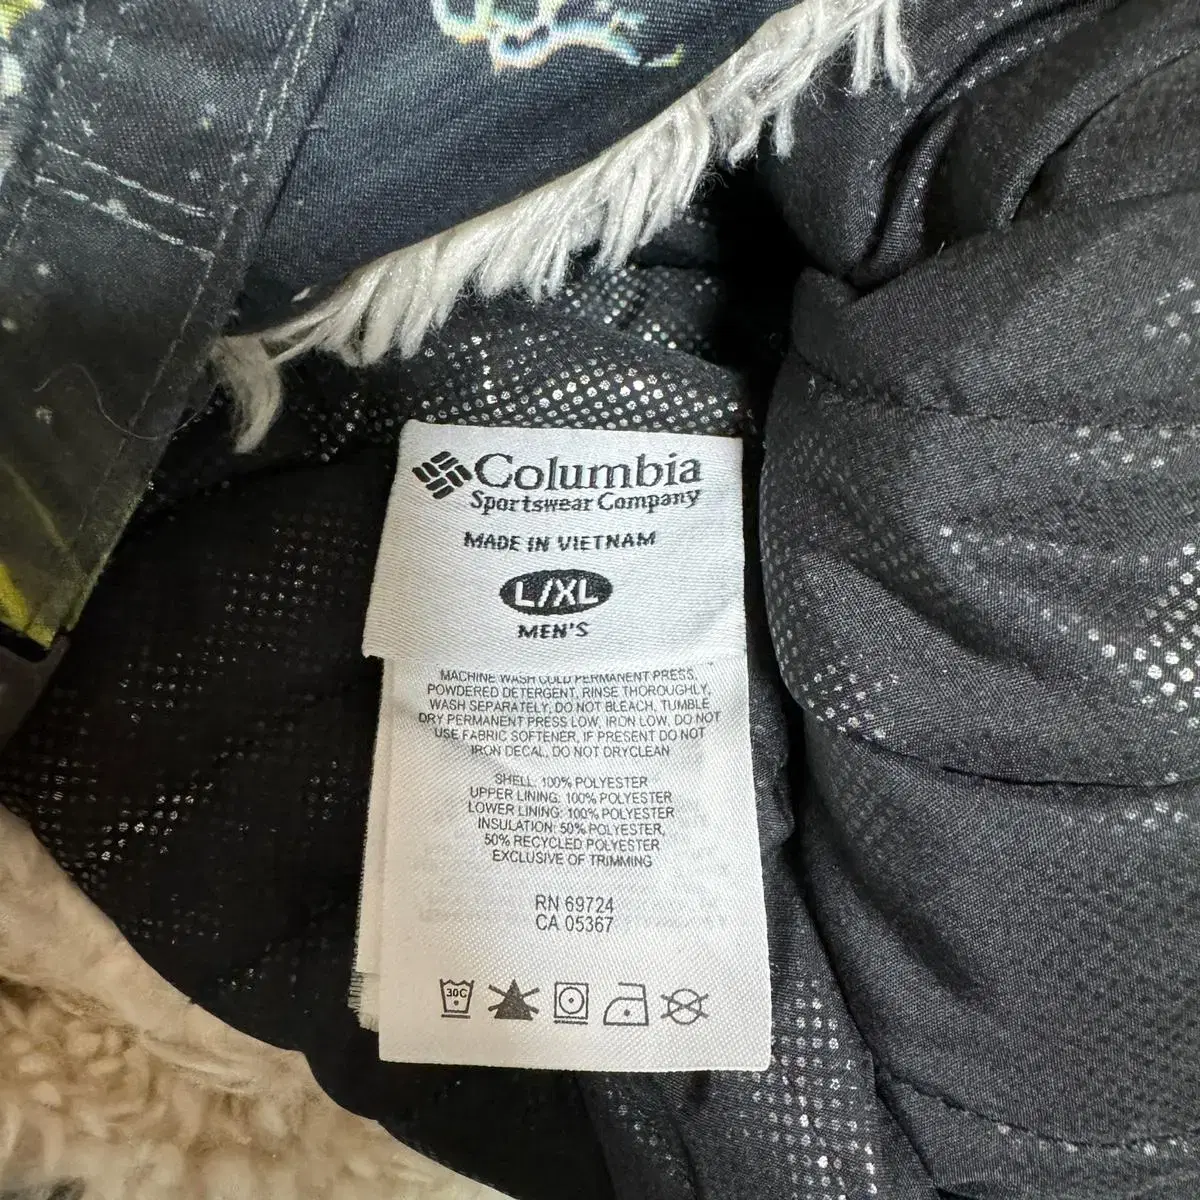 Columbia
Sportswear Company
MADE IN VIETNAM
L/XL
MEN'S
MACHINE WASH COLD PERMANENT PRESS,
POWDERED DETERGENT, RINSE THOROUGHLY,
WASH SEPARATELY, DO NOT BLEACH, TUMBLE
DRY PERMANENT PRESS LOW, IRON LOW, DO NOT
USE FABRIC SOFTENER, IF PRESENT DO NOT
IRON DECAL, DO NOT DRYCLEAN
SHELL: 100% POLYESTER
UPPER LINING: 100% POLYESTER
LOWER LINING: 100% POLYESTER
INSULATION: 50% POLYESTER,
50% RECYCLED POLYESTER
EXCLUSIVE OF TRIMMING
RN 69724
CA 05367
30C